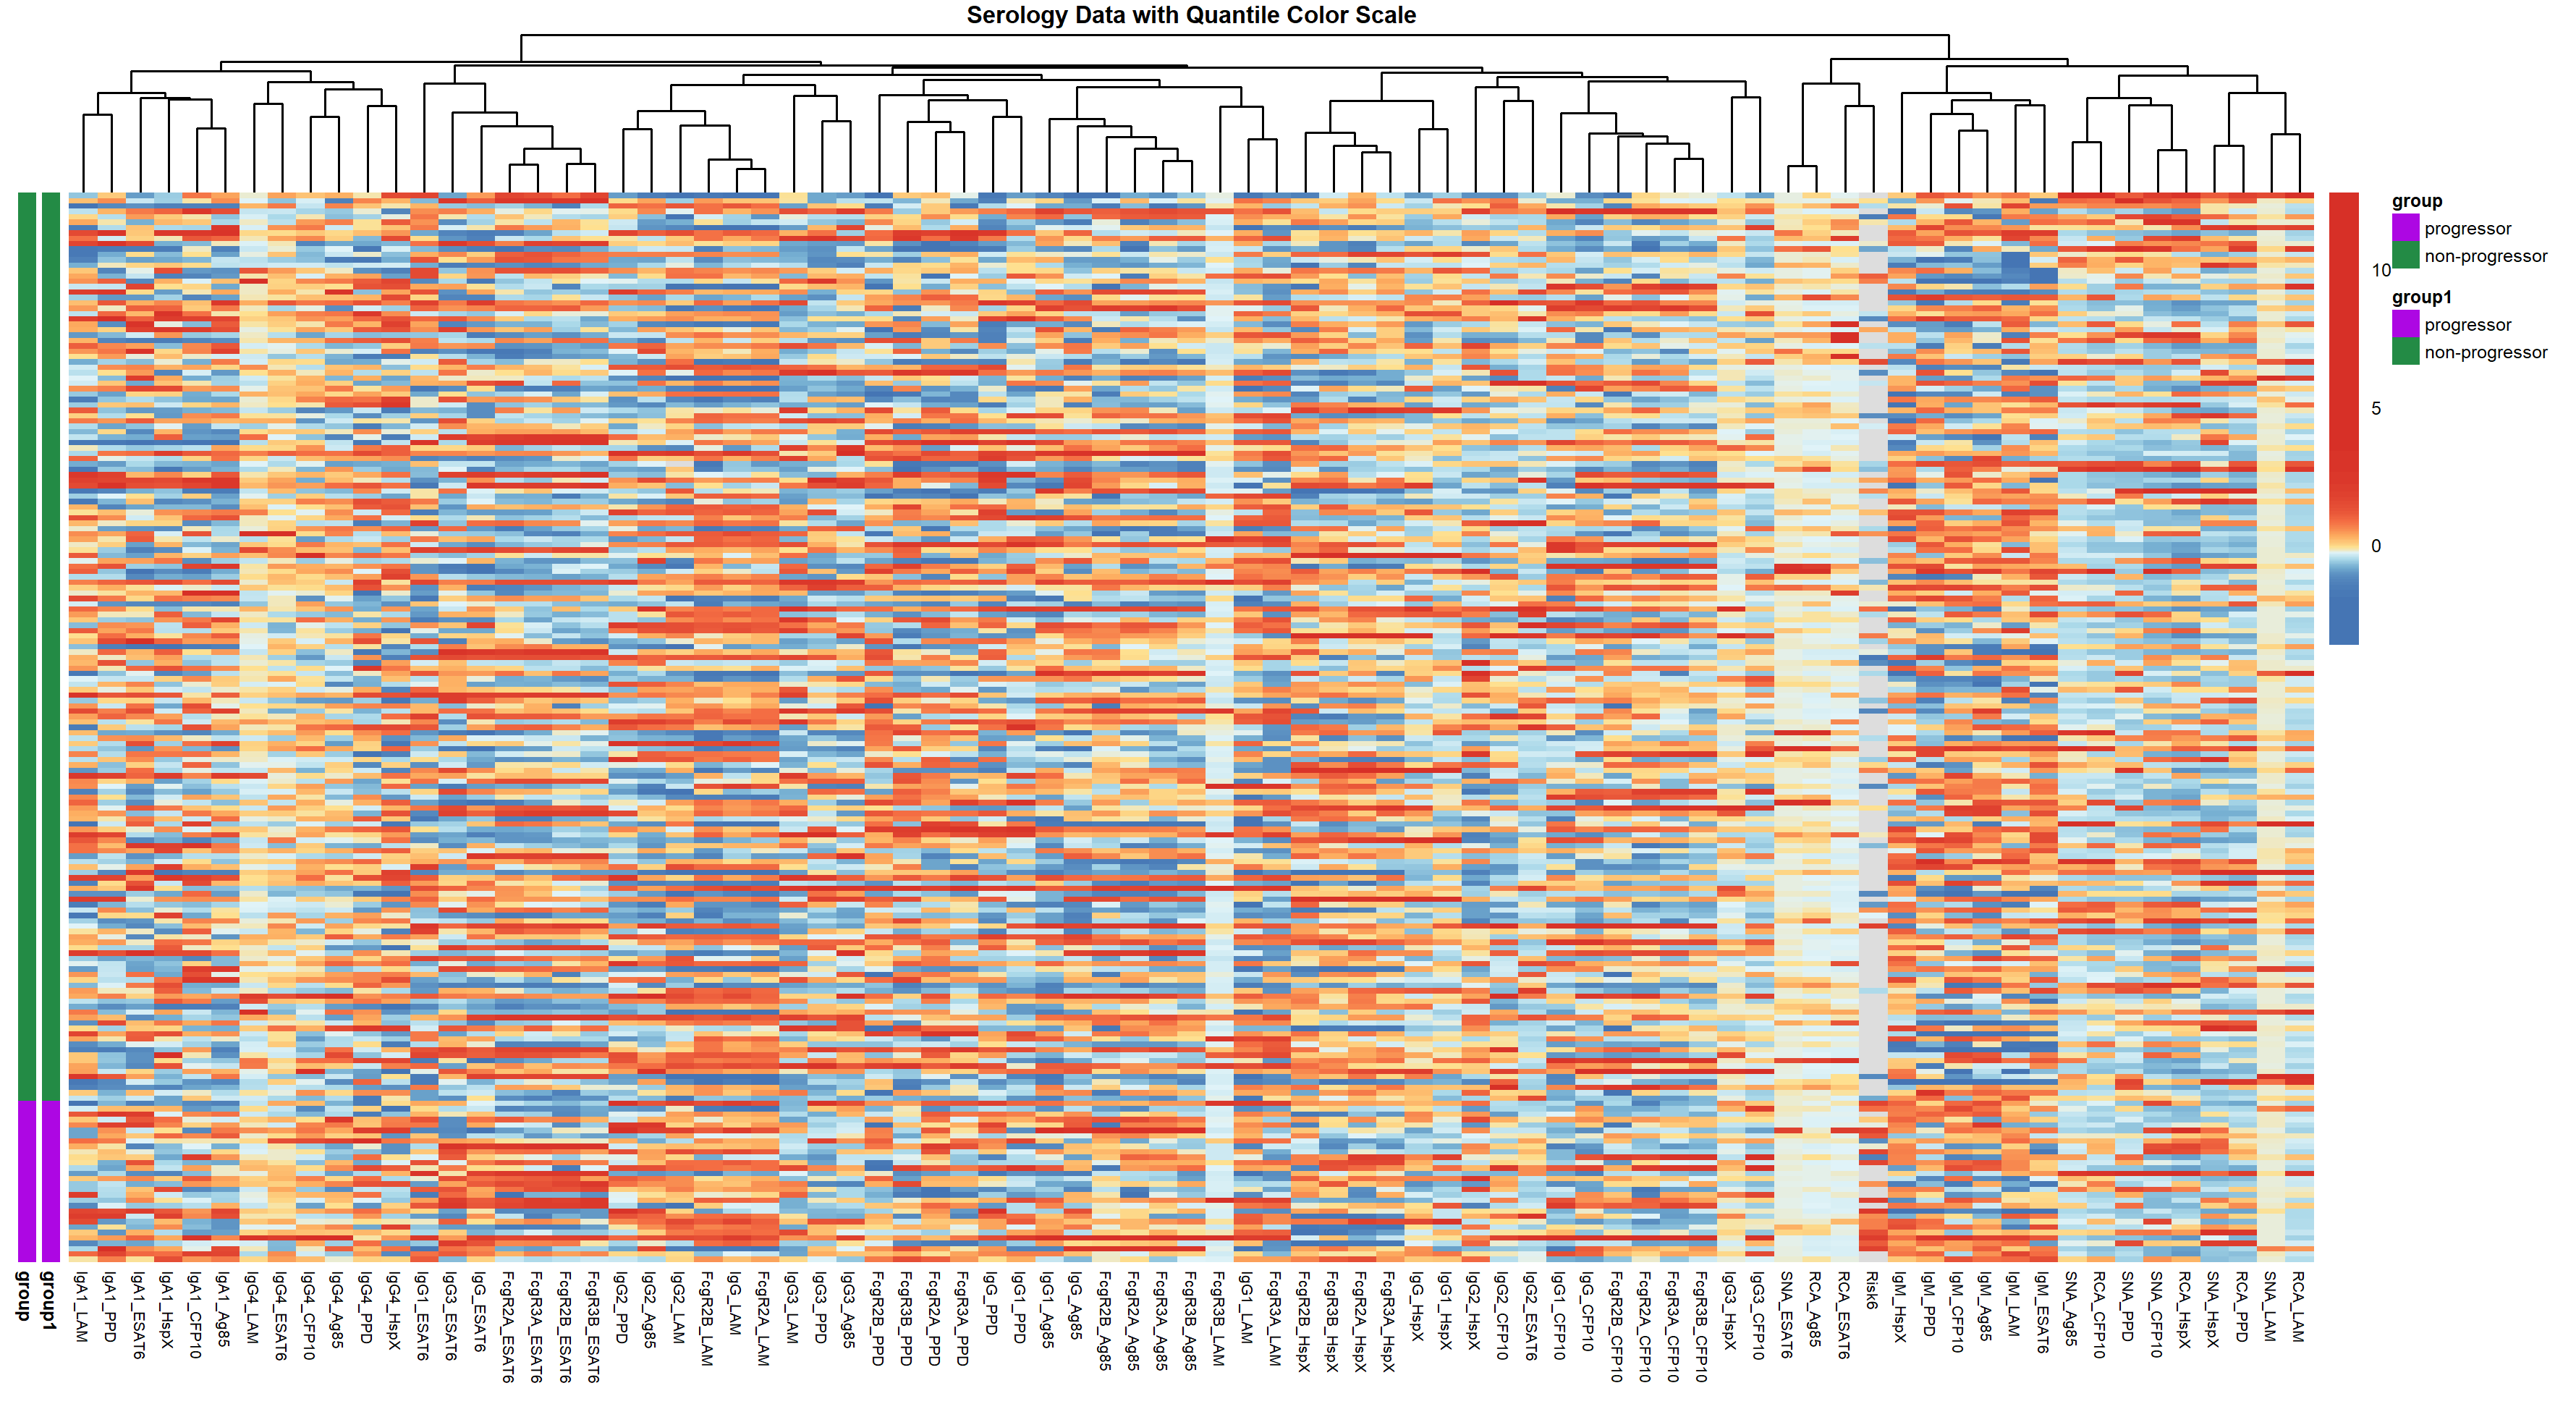 Serology Data with Quantile Color Scale
group
progressor
non-progressor
group1
progressor
non-progressor
10
5
0
group
group1
IgA1_LAM
IgA1_PPD
IgA1_ESAT6
IgA1_HspX
IgA1_CFP10
IgA1_Ag85
IgG4_LAM
IgG4_ESAT6
IgG4_CFP10
IgG4_Ag85
IgG4_PPD
IgG4_HspX
IgG1_ESAT6
IgG3_ESAT6
IgG_ESAT6
FcgR2A_ESAT6
FcgR3A_ESAT6
FcgR2B_ESAT6
FcgR3B_ESAT6
IgG2_PPD
IgG2_Ag85
IgG2_LAM
FcgR2B_LAM
IgG_LAM
FcgR2A_LAM
IgG3_LAM
IgG3_PPD
IgG3_Ag85
FcgR2B_PPD
FcgR3B_PPD
FcgR2A_PPD
FcgR3A_PPD
IgG_PPD
IgG1_PPD
IgG1_Ag85
IgG_Ag85
FcgR2B_Ag85
FcgR2A_Ag85
FcgR3A_Ag85
FcgR3B_Ag85
FcgR3B_LAM
IgG1_LAM
FcgR3A_LAM
FcgR2B_HspX
FcgR3B_HspX
FcgR2A_HspX
FcgR3A_HspX
IgG_HspX
IgG1_HspX
IgG2_HspX
IgG2_CFP10
IgG2_ESAT6
IgG1_CFP10
IgG_CFP10
FcgR2B_CFP10
FcgR2A_CFP10
FcgR3A_CFP10
FcgR3B_CFP10
IgG3_HspX
IgG3_CFP10
SNA_ESAT6
RCA_Ag85
RCA_ESAT6
Risk6
IgM_HspX
IgM_PPD
IgM_CFP10
IgM_Ag85
IgM_LAM
IgM_ESAT6
SNA_Ag85
RCA_CFP10
SNA_PPD
SNA_CFP10
RCA_HspX
SNA_HspX
RCA_PPD
SNA_LAM
RCA_LAM